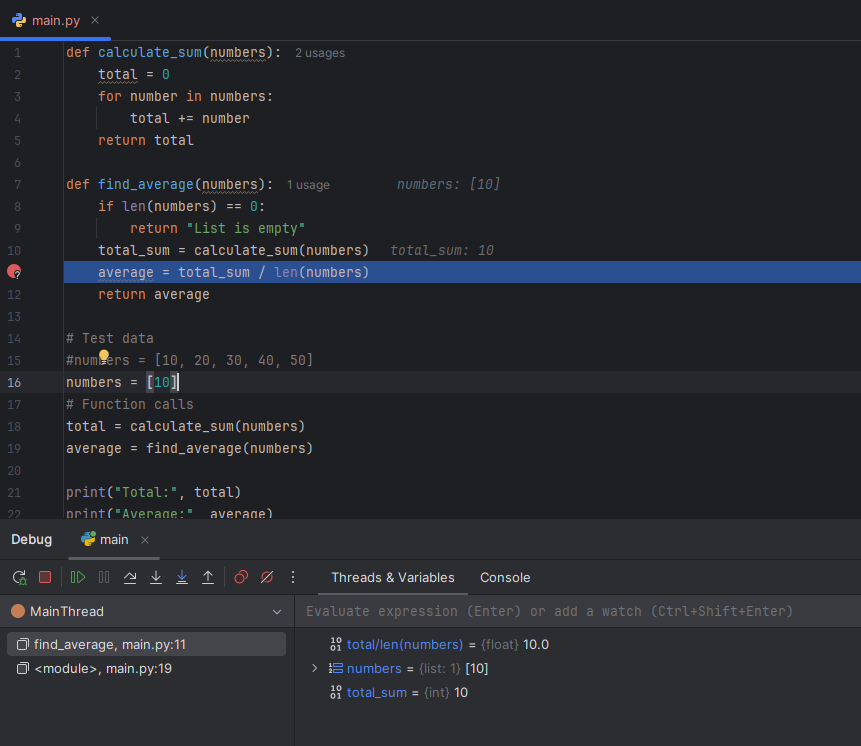 main.py
1 def calculate_sum(numbers): 2 usages
2 total = 0
3 for number in numbers:
4 total += number
5 return total
6
7 def find_average(numbers): 1 usage numbers: [10]
8 if len(numbers) == 0:
9 return "List is empty"
10 total_sum = calculate_sum(numbers) total_sum: 10
average = total_sum / len(numbers)
12 return average
13
14 # Test data
15 #numbers = [10, 20, 30, 40, 50]
16 numbers = [10]
17 # Function calls
18 total = calculate_sum(numbers)
19 average = find_average(numbers)
20
21 print("Total:", total)
22 print("Average:", average)
Debug main
Threads & Variables Console
MainThread
Evaluate expression (Enter) or add a watch (Ctrl+Shift+Enter)
find_average, main.py:11
<module>, main.py:19
total/len(numbers) = {float} 10.0
numbers = {list: 1} [10]
total_sum = {int} 10